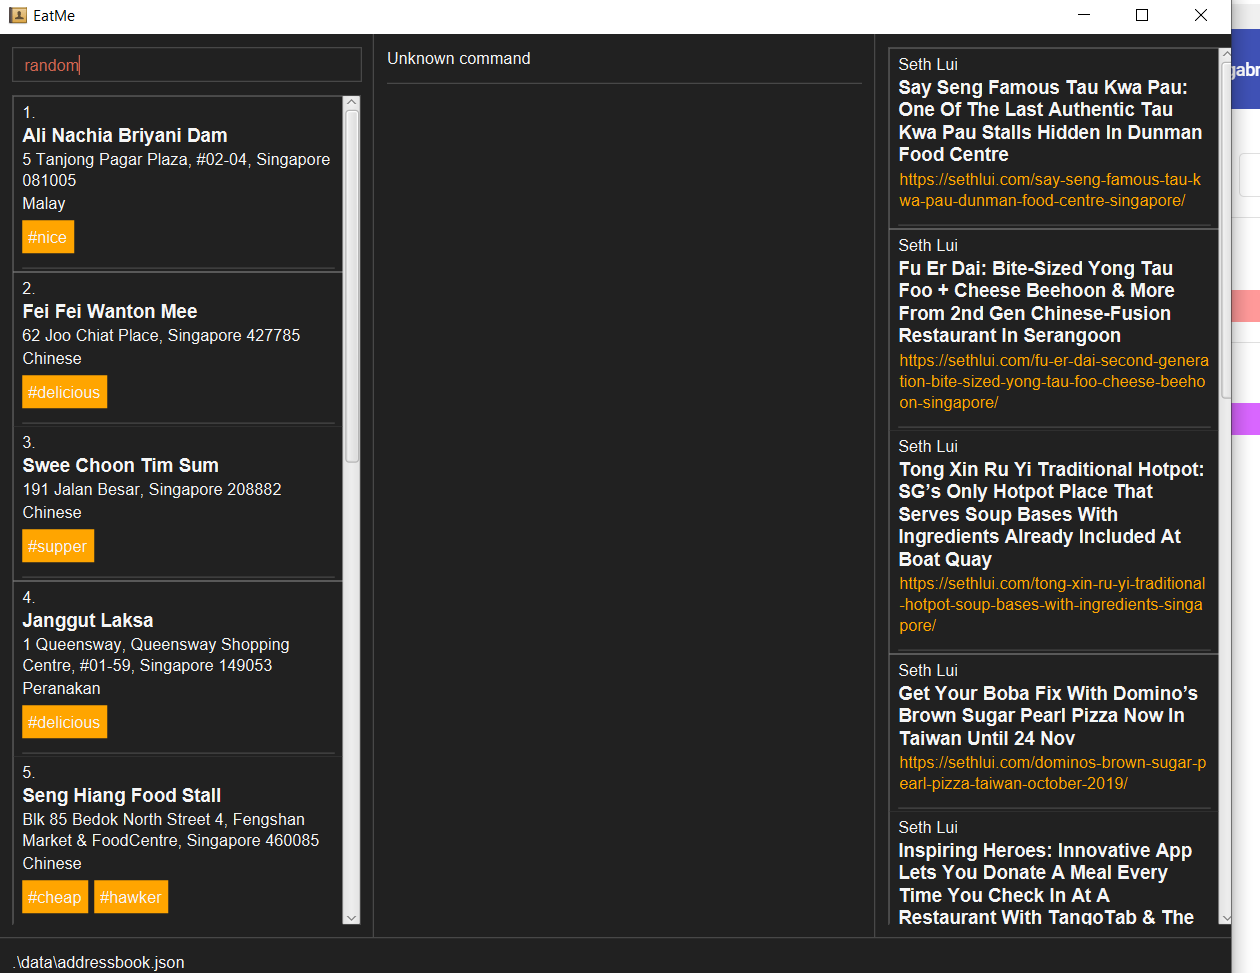 EatMe
random
Unknown command
1.
Ali Nachia Briyani Dam
5 Tanjong Pagar Plaza, #02-04, Singapore
081005
Malay
#nice
2.
Fei Fei Wanton Mee
62 Joo Chiat Place, Singapore 427785
Chinese
#delicious
3.
Swee Choon Tim Sum
191 Jalan Besar, Singapore 208882
Chinese
#supper
4.
Janggut Laksa
1 Queensway, Queensway Shopping
Centre, #01-59, Singapore 149053
Peranakan
#delicious
5.
Seng Hiang Food Stall
Blk 85 Bedok North Street 4, Fengshan
Market & FoodCentre, Singapore 460085
Chinese
#cheap #hawker
Seth Lui
Say Seng Famous Tau Kwa Pau:
One Of The Last Authentic Tau
Kwa Pau Stalls Hidden In Dunman
Food Centre
https://sethlui.com/say-seng-famous-tau-k
wa-pau-dunman-food-centre-singapore/
Seth Lui
Fu Er Dai: Bite-Sized Yong Tau
Foo + Cheese Beehoon & More
From 2nd Gen Chinese-Fusion
Restaurant In Serangoon
https://sethlui.com/fu-er-dai-second-genera
tion-bite-sized-yong-tau-foo-cheese-beeho
on-singapore/
Seth Lui
Tong Xin Ru Yi Traditional Hotpot:
SG’s Only Hotpot Place That
Serves Soup Bases With
Ingredients Already Included At
Boat Quay
https://sethlui.com/tong-xin-ru-yi-traditional
-hotpot-soup-bases-with-ingredients-singa
pore/
Seth Lui
Get Your Boba Fix With Domino’s
Brown Sugar Pearl Pizza Now In
Taiwan Until 24 Nov
https://sethlui.com/dominos-brown-sugar-p
earl-pizza-taiwan-october-2019/
Seth Lui
Inspiring Heroes: Innovative App
Lets You Donate A Meal Every
Time You Check In At A
Restaurant With TangoTab & The
.\data\addressbook.json